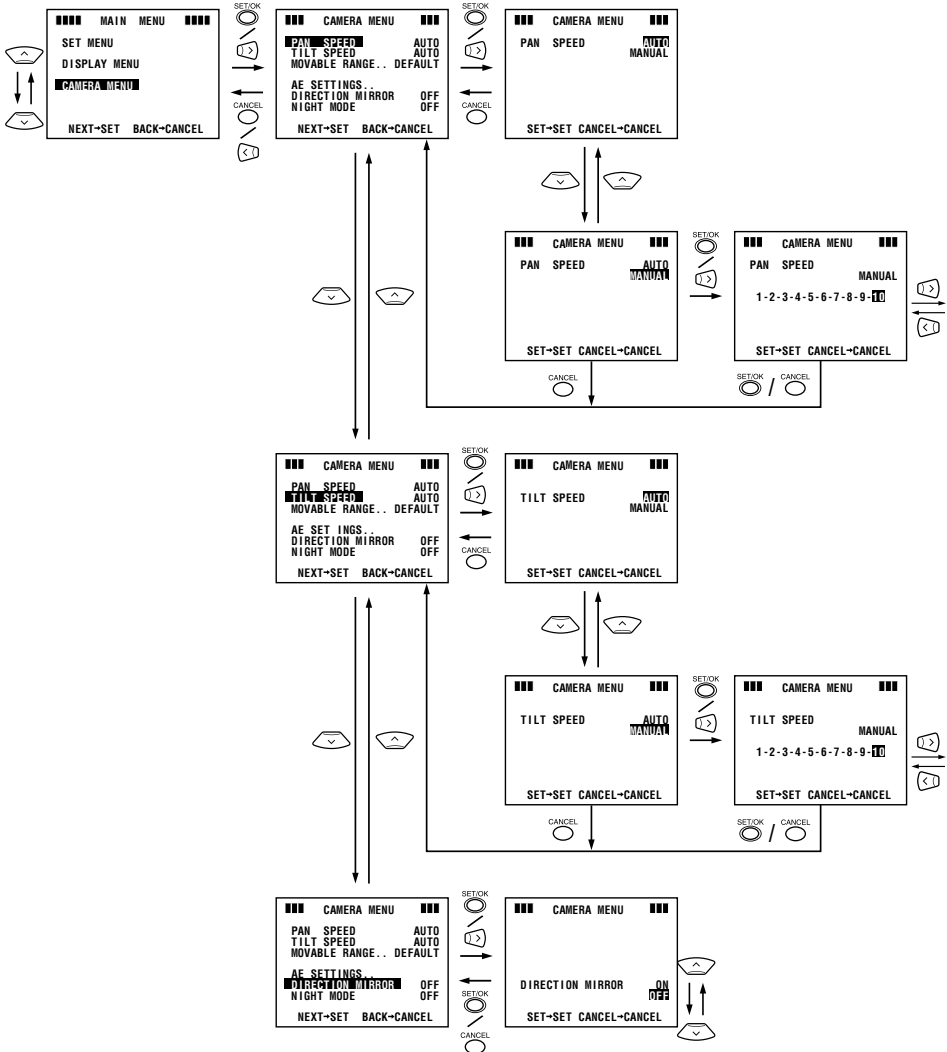 MAIN MENU
SET MENU
DISPLAY MENU
CAMERA MENU
NEXT→SET BACK→CANCEL
SET/OK
/
CANCEL
/
CAMERA MENU
PAN SPEED AUTO
TILT SPEED AUTO
MOVABLE RANGE.. DEFAULT
AE SETTINGS..
DIRECTION MIRROR OFF
NIGHT MODE OFF
NEXT→SET BACK→CANCEL
SET/OK
/
CANCEL
CAMERA MENU
PAN SPEED AUTO
MANUAL
SET→SET CANCEL→CANCEL
CAMERA MENU
PAN SPEED AUTO
MANUAL
SET→SET CANCEL→CANCEL
SET/OK
/
CAMERA MENU
PAN SPEED
MANUAL
1-2-3-4-5-6-7-8-9-10
SET→SET CANCEL→CANCEL
CANCEL
SET/OK / CANCEL
CAMERA MENU
PAN SPEED AUTO
TILT SPEED AUTO
MOVABLE RANGE.. DEFAULT
AE SET INGS..
DIRECTION MIRROR OFF
NIGHT MODE OFF
NEXT→SET BACK→CANCEL
SET/OK
/
CANCEL
CAMERA MENU
TILT SPEED AUTO
MANUAL
SET→SET CANCEL→CANCEL
CAMERA MENU
TILT SPEED AUTO
MANUAL
SET→SET CANCEL→CANCEL
SET/OK
/
CAMERA MENU
TILT SPEED
MANUAL
1-2-3-4-5-6-7-8-9-10
SET→SET CANCEL→CANCEL
CANCEL
SET/OK / CANCEL
CAMERA MENU
PAN SPEED AUTO
TILT SPEED AUTO
MOVABLE RANGE.. DEFAULT
AE SETTINGS..
DIRECTION MIRROR OFF
NIGHT MODE OFF
NEXT→SET BACK→CANCEL
SET/OK
/
SET/OK
/
CANCEL
CAMERA MENU
DIRECTION MIRROR ON
OFF
SET→SET CANCEL→CANCEL